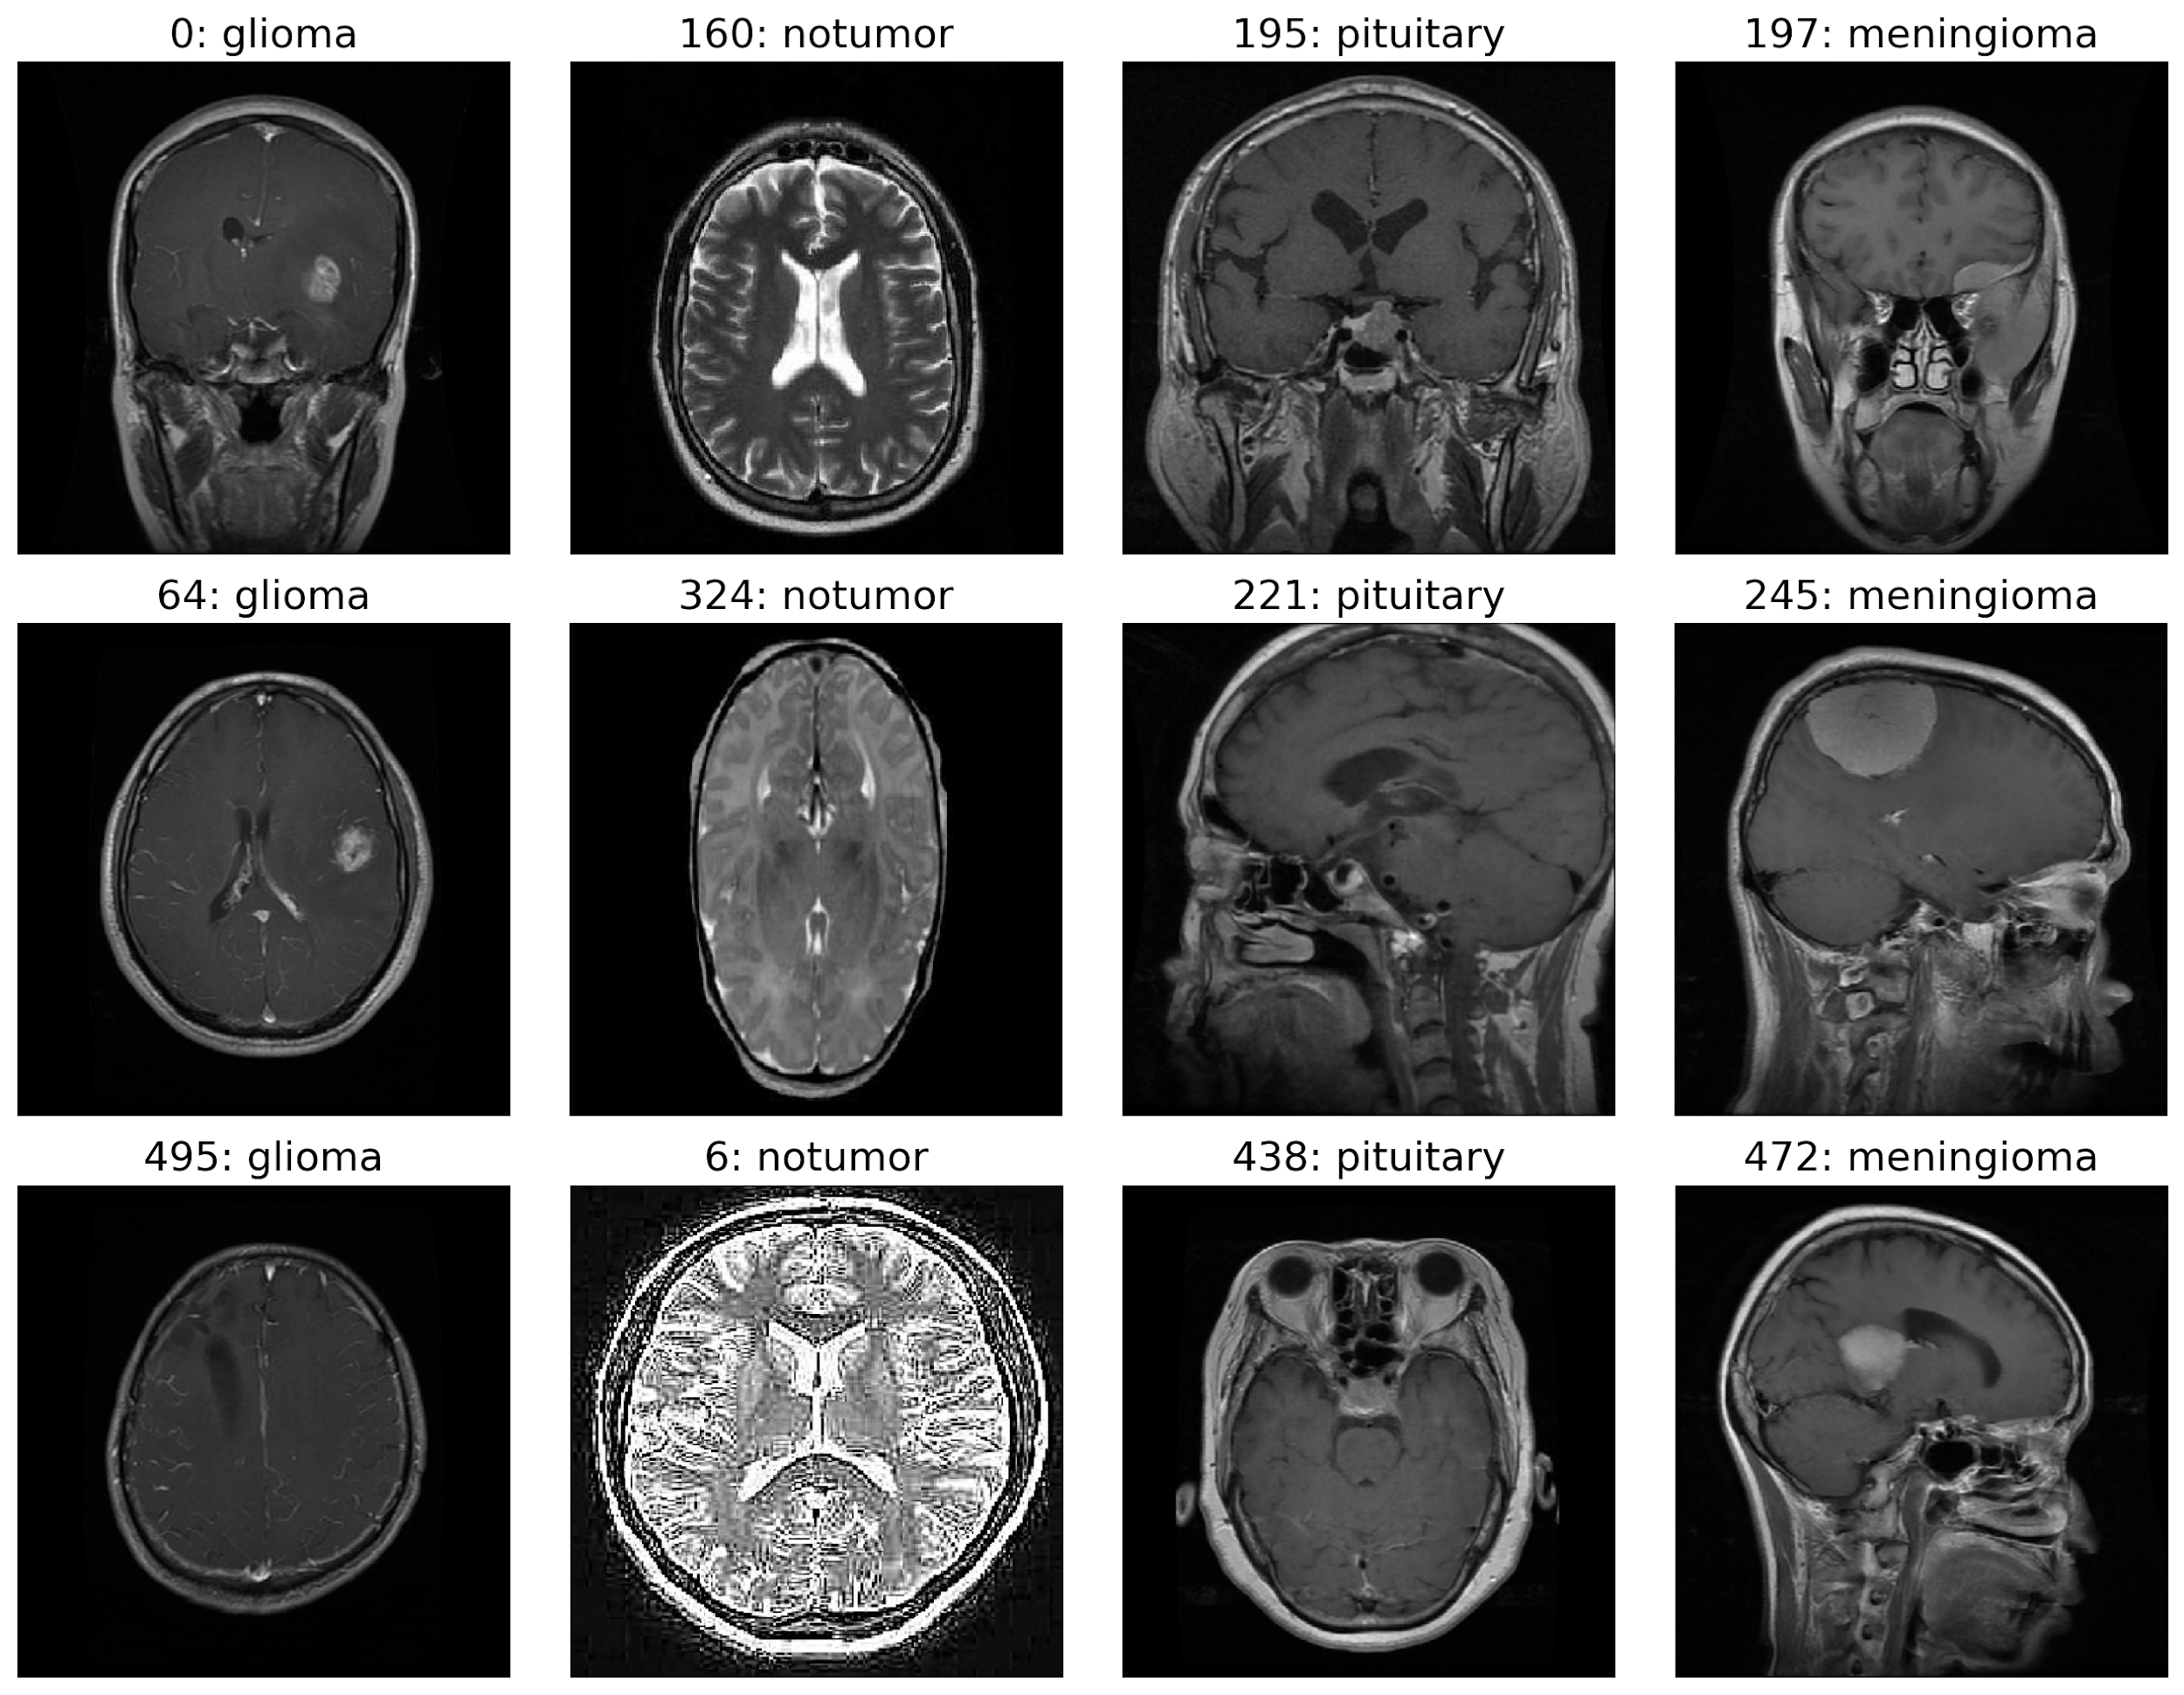 0: glioma
160: notumor
195: pituitary
197: meningioma
64: glioma
324: notumor
221: pituitary
245: meningioma
495: glioma
6: notumor
438: pituitary
472: meningioma